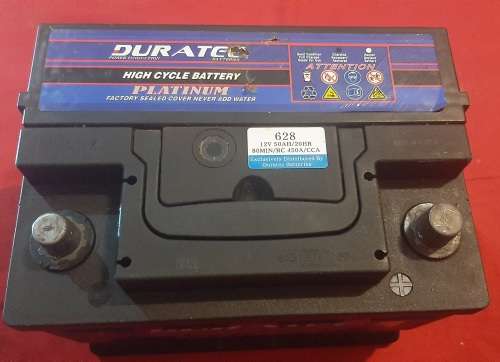 DURATEC
HIGH CYCLE BATTERY
PLATINUM
FACTORY SEALED COVER NEVER ADD WATER
ATTENTION
628
12V 50AH/20HR
80MIN/RC 450A/CCA
Exclusively Distributed By
Duratec Batteries